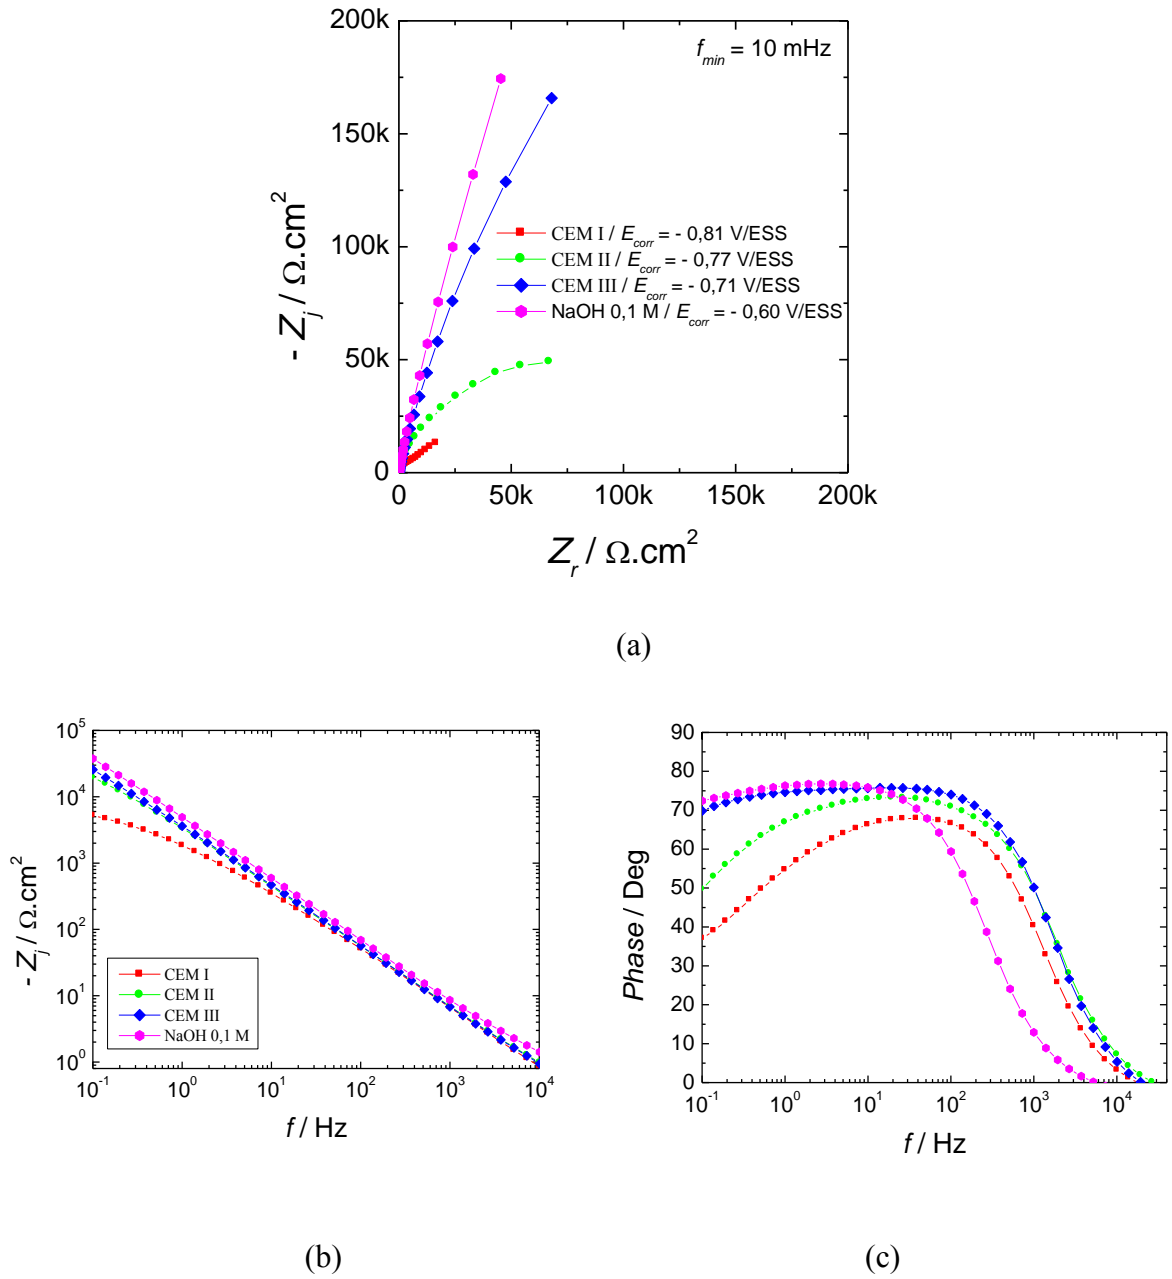 200k
f_min = 10 mHz
150k
100k
50k
0
- Z_j / Ω.cm²
CEM I / E_corr = - 0,81 V/ESS
CEM II / E_corr = - 0,77 V/ESS
CEM III / E_corr = - 0,71 V/ESS
NaOH 0,1 M / E_corr = - 0,60 V/ESS
0 50k 100k 150k 200k
Z_r / Ω.cm²
(a)
10⁵
10⁴
10³
10²
10¹
10⁰
- Z_j / Ω.cm²
CEM I
CEM II
CEM III
NaOH 0,1 M
10⁻¹ 10⁰ 10¹ 10² 10³ 10⁴
f / Hz
(b)
90
80
70
60
50
40
30
20
10
0
Phase / Deg
10⁻¹ 10⁰ 10¹ 10² 10³ 10⁴
f / Hz
(c)